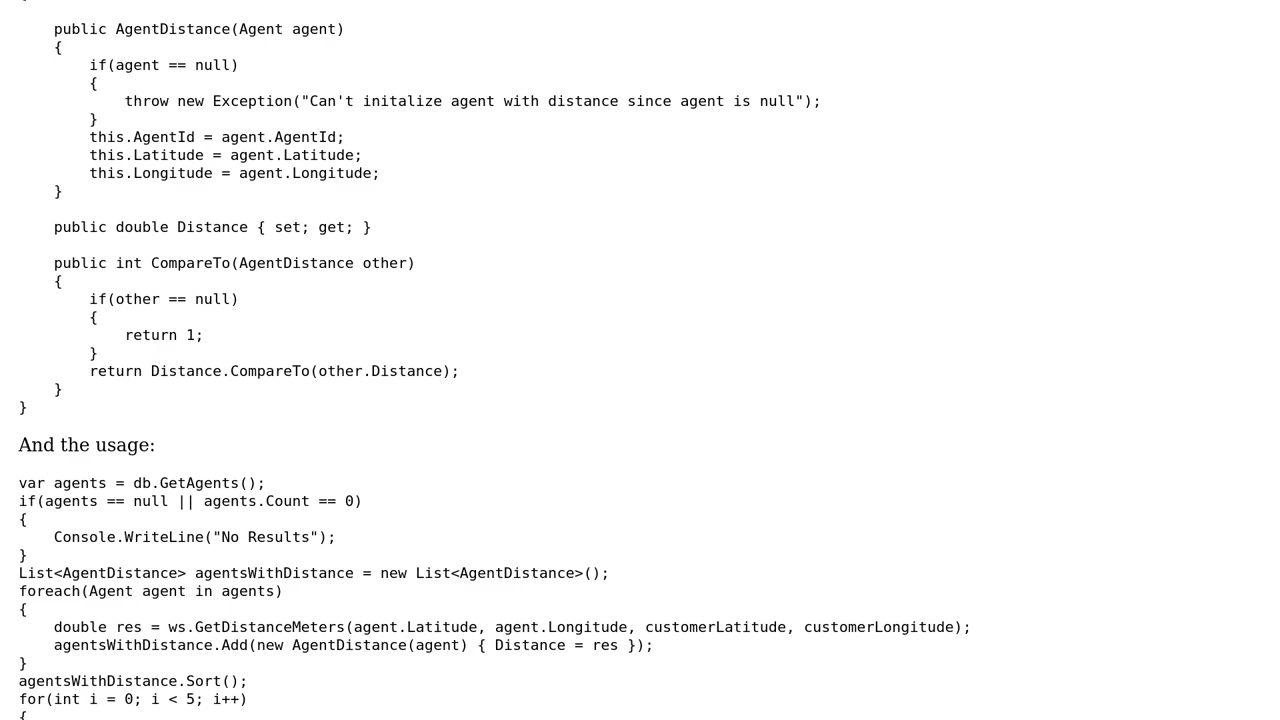 public AgentDistance(Agent agent)
    {
        if(agent == null)
        {
            throw new Exception("Can't initalize agent with distance since agent is null");
        }
        this.AgentId = agent.AgentId;
        this.Latitude = agent.Latitude;
        this.Longitude = agent.Longitude;
    }

    public double Distance { set; get; }

    public int CompareTo(AgentDistance other)
    {
        if(other == null)
        {
            return 1;
        }
        return Distance.CompareTo(other.Distance);
    }
}
And the usage:
var agents = db.GetAgents();
if(agents == null || agents.Count == 0)
{
    Console.WriteLine("No Results");
}
List<AgentDistance> agentsWithDistance = new List<AgentDistance>();
foreach(Agent agent in agents)
{
    double res = ws.GetDistanceMeters(agent.Latitude, agent.Longitude, customerLatitude, customerLongitude);
    agentsWithDistance.Add(new AgentDistance(agent) { Distance = res });
}
agentsWithDistance.Sort();
for(int i = 0; i < 5; i++)
{